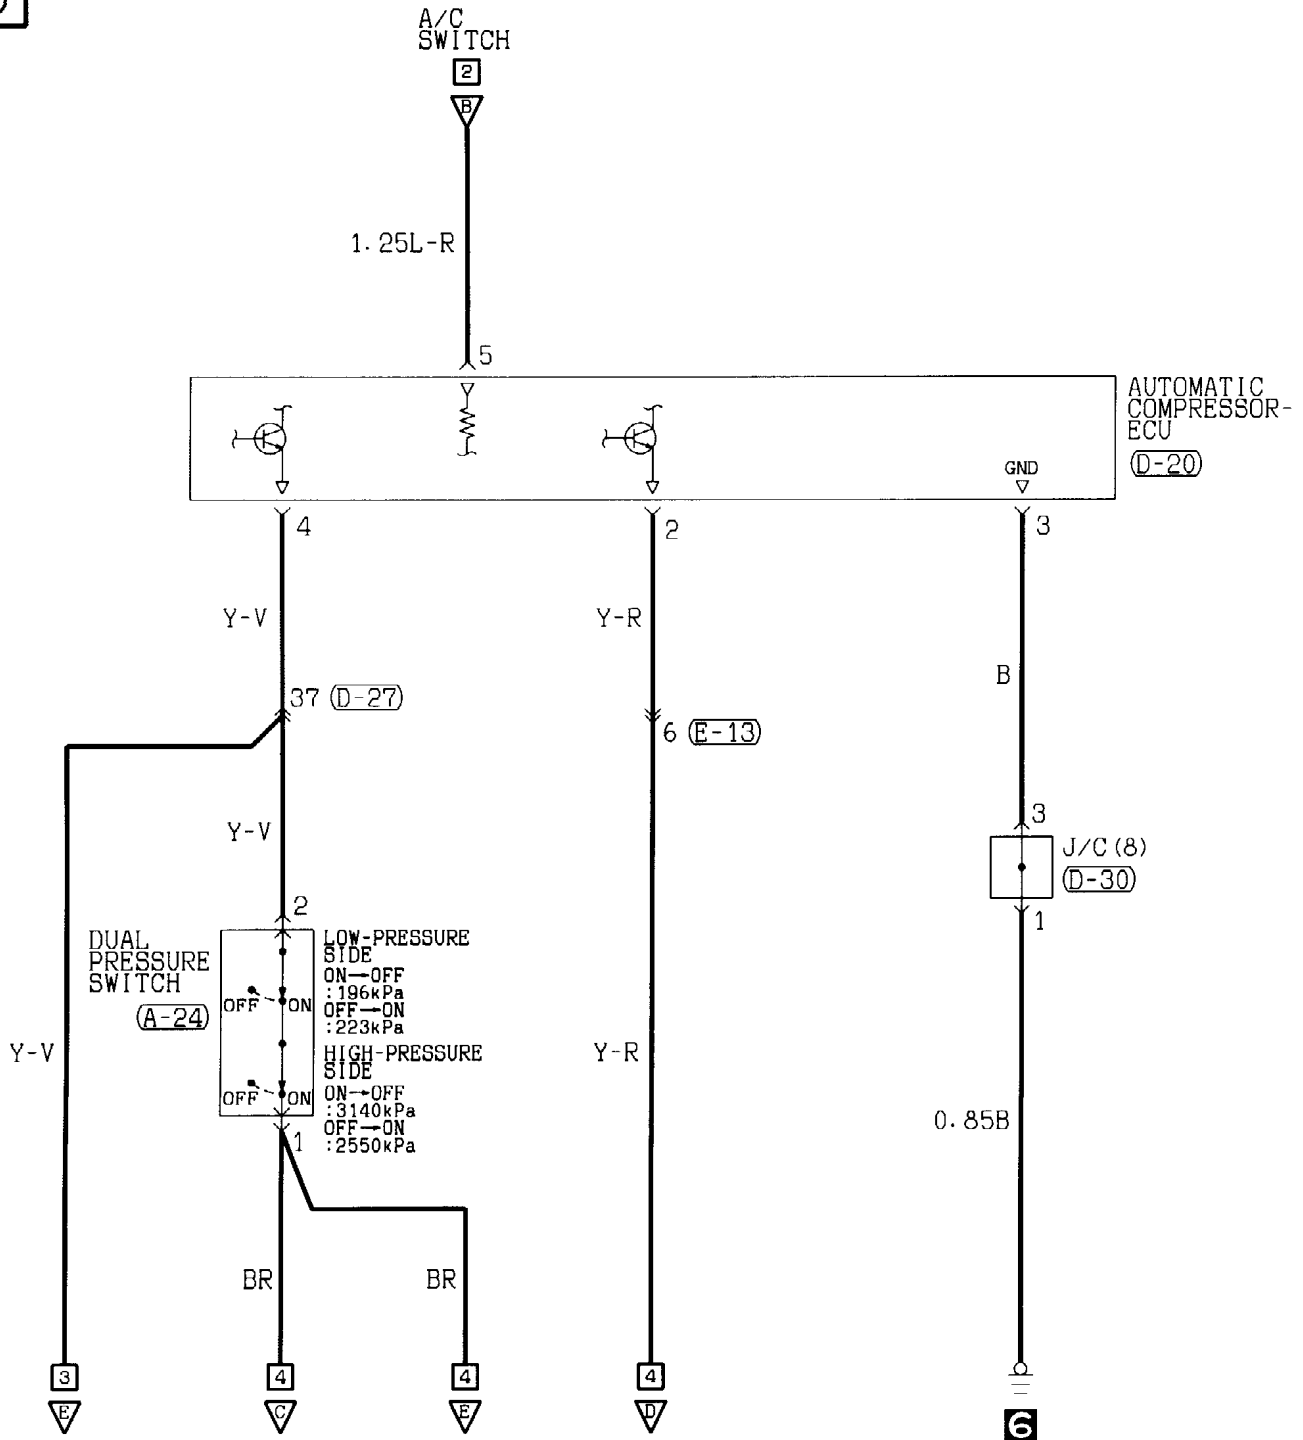 A/C
SWITCH
2
B
1.25L-R
5
AUTOMATIC
COMPRESSOR-
ECU
(D-20)
GND
4
2
3
Y-V
Y-R
B
37 (D-27)
6 (E-13)
Y-V
3
J/C (8)
(D-30)
1
2
DUAL
PRESSURE
SWITCH
(A-24)
LOW-PRESSURE
SIDE
ON→OFF
:196kPa
OFF→ON
:223kPa
OFF
ON
HIGH-PRESSURE
SIDE
ON→OFF
:3140kPa
OFF→ON
:2550kPa
OFF
ON
1
Y-V
Y-R
0.85B
BR
BR
3
4
4
4
E
C
E
D
6